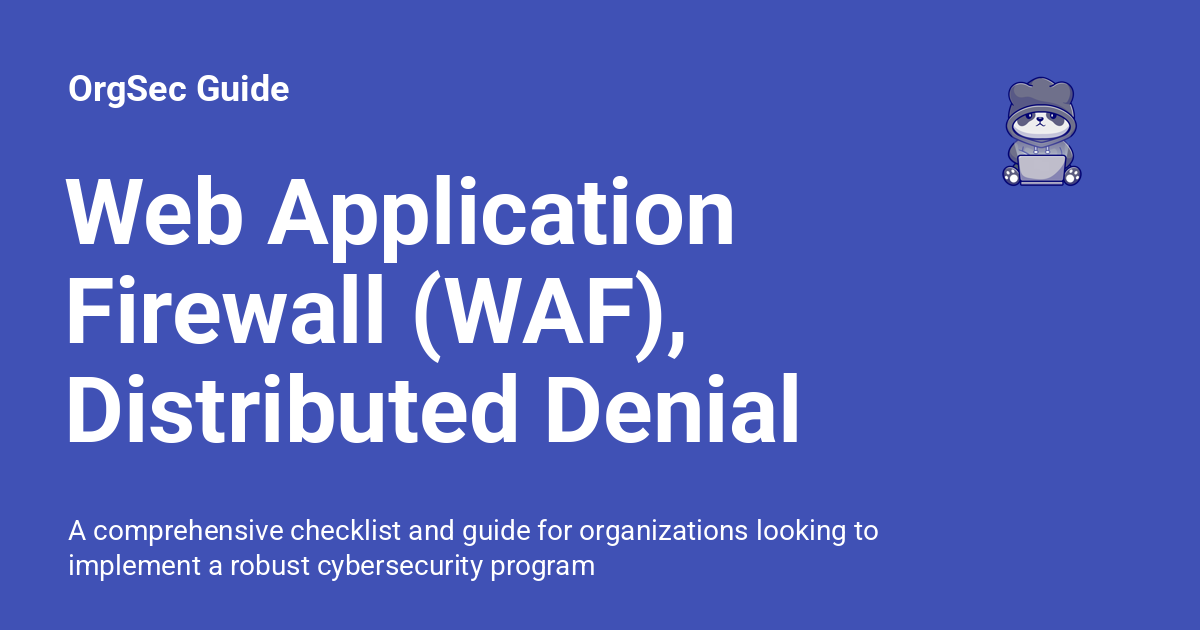 OrgSec Guide
Web Application
Firewall (WAF),
Distributed Denial
A comprehensive checklist and guide for organizations looking to
implement a robust cybersecurity program